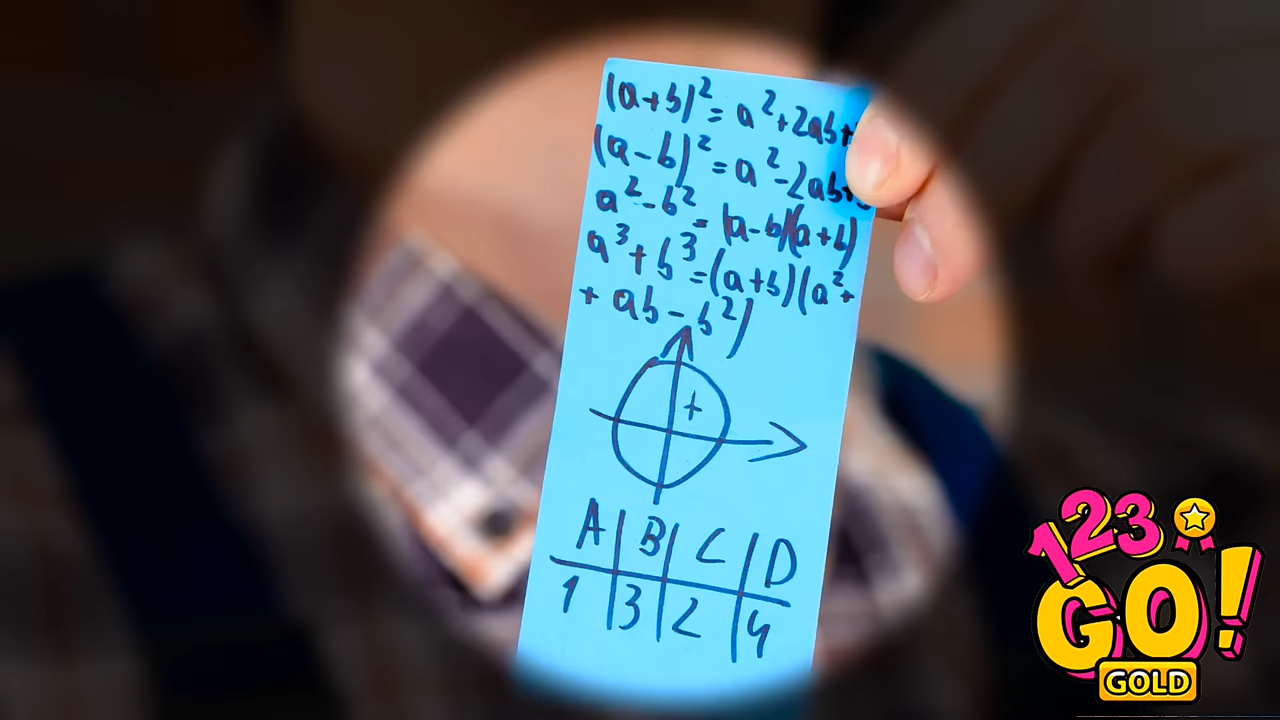 (a+b)² = a²+2ab+
(a-b)² = a²-2ab+
a²-b² = (a-b)(a+b)
a³+b³=(a+b)(a²+
+ab-b²)
+
A B C D
1 3 2 4
123
GO!
GOLD